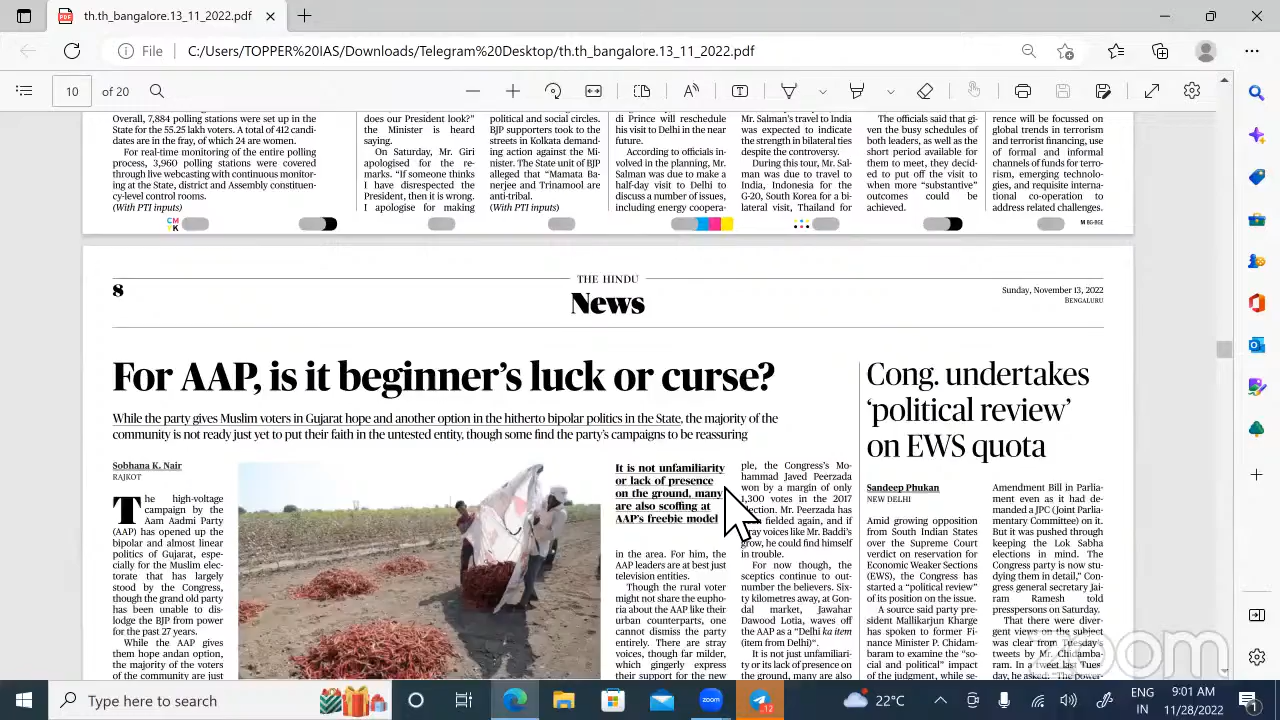 th.th_bangalore.13_11_2022.pdf
File
C:/Users/TOPPER%20IAS/Downloads/Telegram%20Desktop/th.th_bangalore.13_11_2022.pdf
10 of 20
Overall, 7,884 polling stations were set up in the
State for the 55.25 lakh voters. A total of 412 candi-
dates are in the fray, of which 24 are women.
For real-time monitoring of the entire polling
process, 3,960 polling stations were covered
through live webcasting with continuous monitor-
ing at the State, district and Assembly constituen-
cy-level control rooms.
(With PTI inputs)
does our President look?"
the Minister is heard
saying.
On Saturday, Mr. Giri
apologised for the re-
marks. "If someone thinks
I have disrespected the
President, then it is wrong.
I apologise for making
political and social circles.
BJP supporters took to the
streets in Kolkata demand-
ing action against the Mi-
nister. The State unit of BJP
alleged that "Mamata Ba-
nerjee and Trinamool are
anti-tribal.
(With PTI inputs)
di Prince will reschedule
his visit to Delhi in the near
future.
According to officials in-
volved in the planning, Mr.
Salman was due to make a
half-day visit to Delhi to
discuss a number of issues,
including energy coopera-
Mr. Salman's travel to India
was expected to indicate
the strength in bilateral ties
despite the controversy.
During this tour, Mr. Sal-
man was due to travel to
India, Indonesia for the
G-20, South Korea for a bi-
lateral visit, Thailand for
The officials said that gi-
ven the busy schedules of
both leaders, as well as the
short period available for
them to meet, they decid-
ed to put off the visit to
when more "substantive"
outcomes could be
achieved.
rence will be focussed on
global trends in terrorism
and terrorist financing, use
of formal and informal
channels of funds for terro-
rism, emerging technolo-
gies, and requisite interna-
tional co-operation to
address related challenges.
CM
YK
M BG-BGE
8
THE HINDU
News
Sunday, November 13, 2022
BENGALURU
For AAP, is it beginner's luck or curse?
While the party gives Muslim voters in Gujarat hope and another option in the hitherto bipolar politics in the State, the majority of the
community is not ready just yet to put their faith in the untested entity, though some find the party's campaigns to be reassuring
Sobhana K. Nair
RAJKOT
The high-voltage
campaign by the
Aam Aadmi Party
(AAP) has opened up the
bipolar and almost linear
politics of Gujarat, espe-
cially for the Muslim elec-
torate that has largely
stood by the Congress,
though the grand old party
has been unable to dis-
lodge the BJP from power
for the past 27 years.
While the AAP gives
them hope andan option,
the majority of the voters
of the community are just
It is not unfamiliarity
or lack of presence
on the ground, many
are also scoffing at
AAP's freebie model
in the area. For him, the
AAP leaders are at best just
television entities.
Though the rural voter
might not share the eupho-
ria about the AAP like their
urban counterparts, one
cannot dismiss the party
entirely. There are stray
voices, though far milder,
which gingerly express
their support for the new
ple, the Congress's Mo-
hammad Javed Peerzada
won by a margin of only
1,300 votes in the 2017
election. Mr. Peerzada has
fielded again, and if
voices like Mr. Baddi's
grow, he could find himself
in trouble.
For now though, the
sceptics continue to out-
number the believers. Six-
ty kilometres away, at Gon-
dal market, Jawahar
Dawood Lotia, waves off
the AAP as a "Delhi ka item
(item from Delhi)".
It is not just unfamiliari-
ty or its lack of presence on
the ground, many are also
Cong. undertakes
'political review'
on EWS quota
Sandeep Phukan
NEW DELHI
Amid growing opposition
from South Indian States
over the Supreme Court
verdict on reservation for
Economic Weaker Sections
(EWS), the Congress has
started a "political review"
of its position on the issue.
A source said party pre-
sident Mallikarjun Kharge
has spoken to former Fi-
nance Minister P. Chidam-
baram to examine the "so-
cial and political" impact
of the judgment, while se-
Amendment Bill in Parlia-
ment even as it had de-
manded a JPC (Joint Parlia-
mentary Committee) on it.
But it was pushed through
keeping the Lok Sabha
elections in mind. The
Congress party is now stu-
dying them in detail," Con-
gress general secretary Jai-
ram Ramesh told
presspersons on Saturday.
That there were diver-
gent views on the subject
was clear from Tuesday's
tweets by Mr. Chidamba-
ram. In a tweet last Tues-
day, he asked: "The power-
zoom
Type here to search
zoom
12
22°C
ENG
IN
9:01 AM
11/28/2022
1